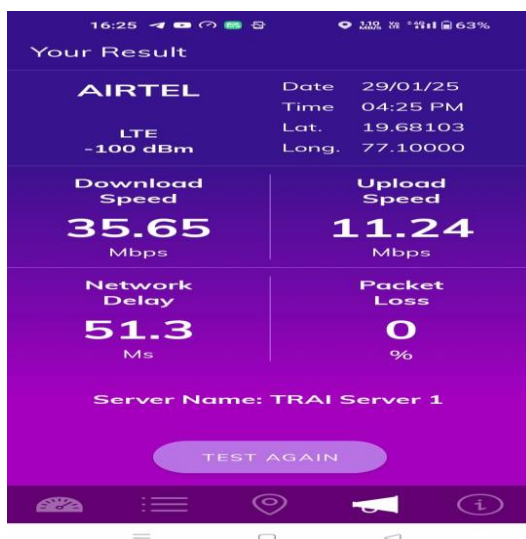 16:25 63%
Your Result
AIRTEL
LTE
-100 dBm
Date 29/01/25
Time 04:25 PM
Lat. 19.68103
Long. 77.10000
Download
Speed
35.65
Mbps
Upload
Speed
11.24
Mbps
Network
Delay
51.3
Ms
Packet
Loss
0
%
Server Name: TRAI Server 1
TEST AGAIN